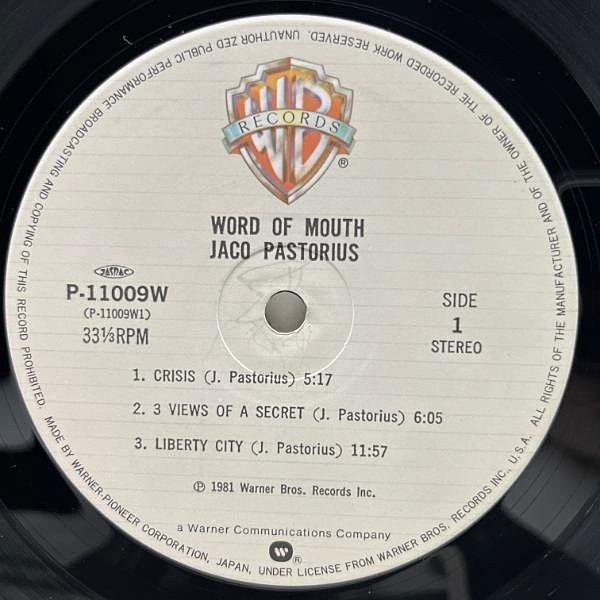 ALL RIGHTS OF THE MANUFACTURER AND OF THE OWNER OF THE RECORDED WORK RESERVED. UNAUTHORIZED PUBLIC PERFORMANCE BROADCASTING AND COPYING OF THIS RECORD PROHIBITED.
WB
RECORDS
®
WORD OF MOUTH
JACO PASTORIUS
JASRAC
P-11009W
(P-11009W1)
33⅓RPM
SIDE
1
STEREO
1. CRISIS (J. Pastorius) 5:17
2. 3 VIEWS OF A SECRET (J. Pastorius) 6:05
3. LIBERTY CITY (J. Pastorius) 11:57
℗ 1981 Warner Bros. Records Inc.
a Warner Communications Company
®
MADE BY WARNER-PIONEER CORPORATION, JAPAN, UNDER LICENSE FROM WARNER BROS. RECORDS INC., U.S.A.